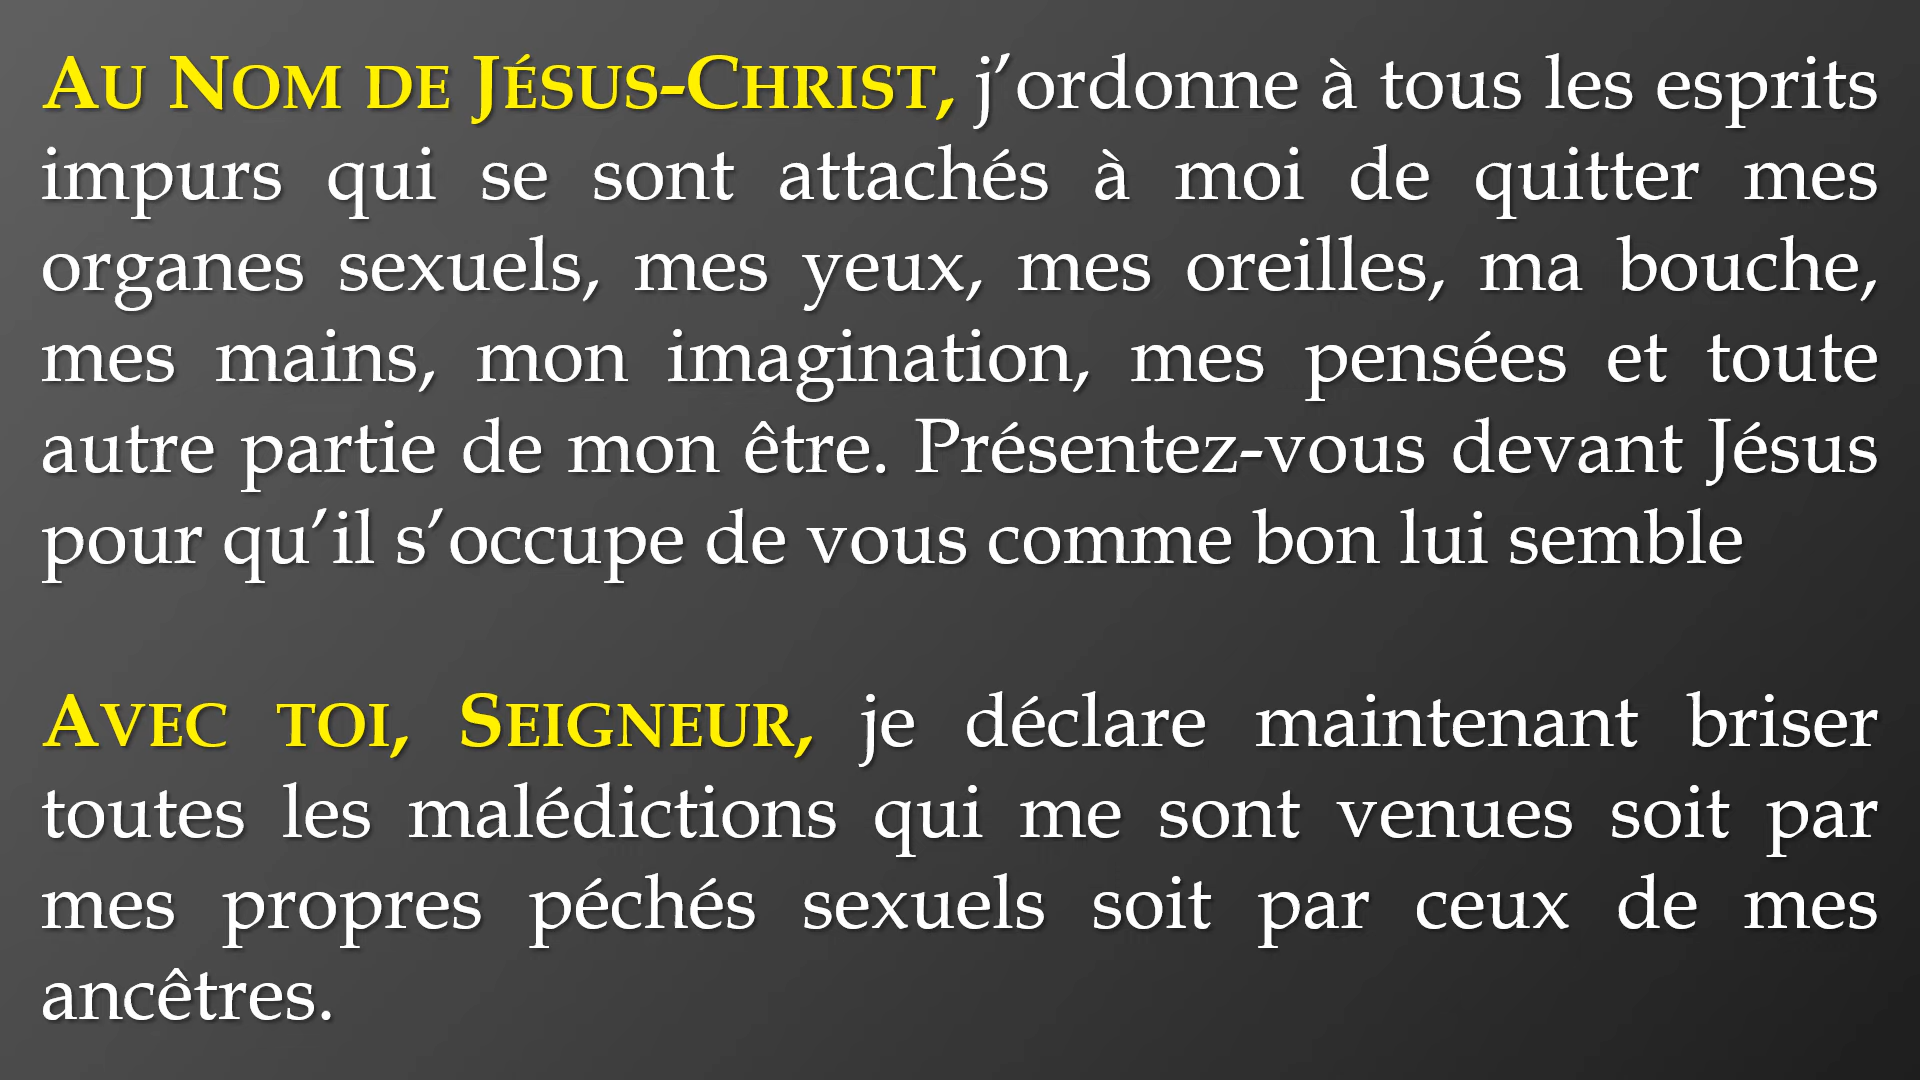 AU NOM DE JÉSUS-CHRIST, j’ordonne à tous les esprits
impurs qui se sont attachés à moi de quitter mes
organes sexuels, mes yeux, mes oreilles, ma bouche,
mes mains, mon imagination, mes pensées et toute
autre partie de mon être. Présentez-vous devant Jésus
pour qu’il s’occupe de vous comme bon lui semble
AVEC TOI, SEIGNEUR, je déclare maintenant briser
toutes les malédictions qui me sont venues soit par
mes propres péchés sexuels soit par ceux de mes
ancêtres.